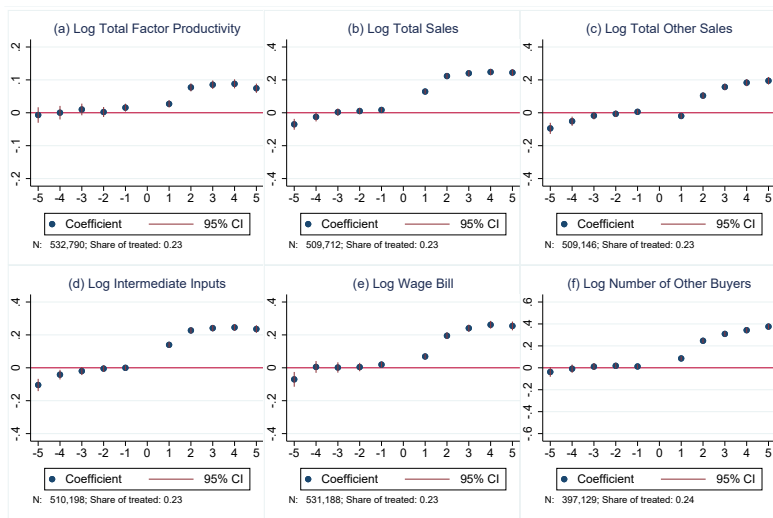 (a) Log Total Factor Productivity
.2
.1
0
-.1
-.2
-5 -4 -3 -2 -1 0 1 2 3 4 5
Coefficient 95% CI
N: 532,790; Share of treated: 0.23
(b) Log Total Sales
.4
.2
0
-.2
-.4
-5 -4 -3 -2 -1 0 1 2 3 4 5
Coefficient 95% CI
N: 509,712; Share of treated: 0.23
(c) Log Total Other Sales
.4
.2
0
-.2
-.4
-5 -4 -3 -2 -1 0 1 2 3 4 5
Coefficient 95% CI
N: 509,146; Share of treated: 0.23
(d) Log Intermediate Inputs
.4
.2
0
-.2
-.4
-5 -4 -3 -2 -1 0 1 2 3 4 5
Coefficient 95% CI
N: 510,198; Share of treated: 0.23
(e) Log Wage Bill
.4
.2
0
-.2
-.4
-5 -4 -3 -2 -1 0 1 2 3 4 5
Coefficient 95% CI
N: 531,188; Share of treated: 0.23
(f) Log Number of Other Buyers
.6
.4
.2
0
-.2
-.4
-.6
-5 -4 -3 -2 -1 0 1 2 3 4 5
Coefficient 95% CI
N: 397,129; Share of treated: 0.24